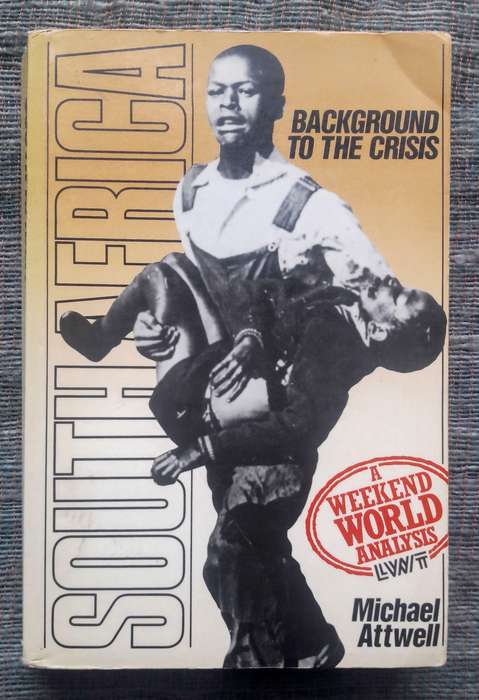 SOUTH AFRICA
BACKGROUND
TO THE CRISIS
A
WEEKEND
WORLD
ANALYSIS
LWT
Michael
Attwell